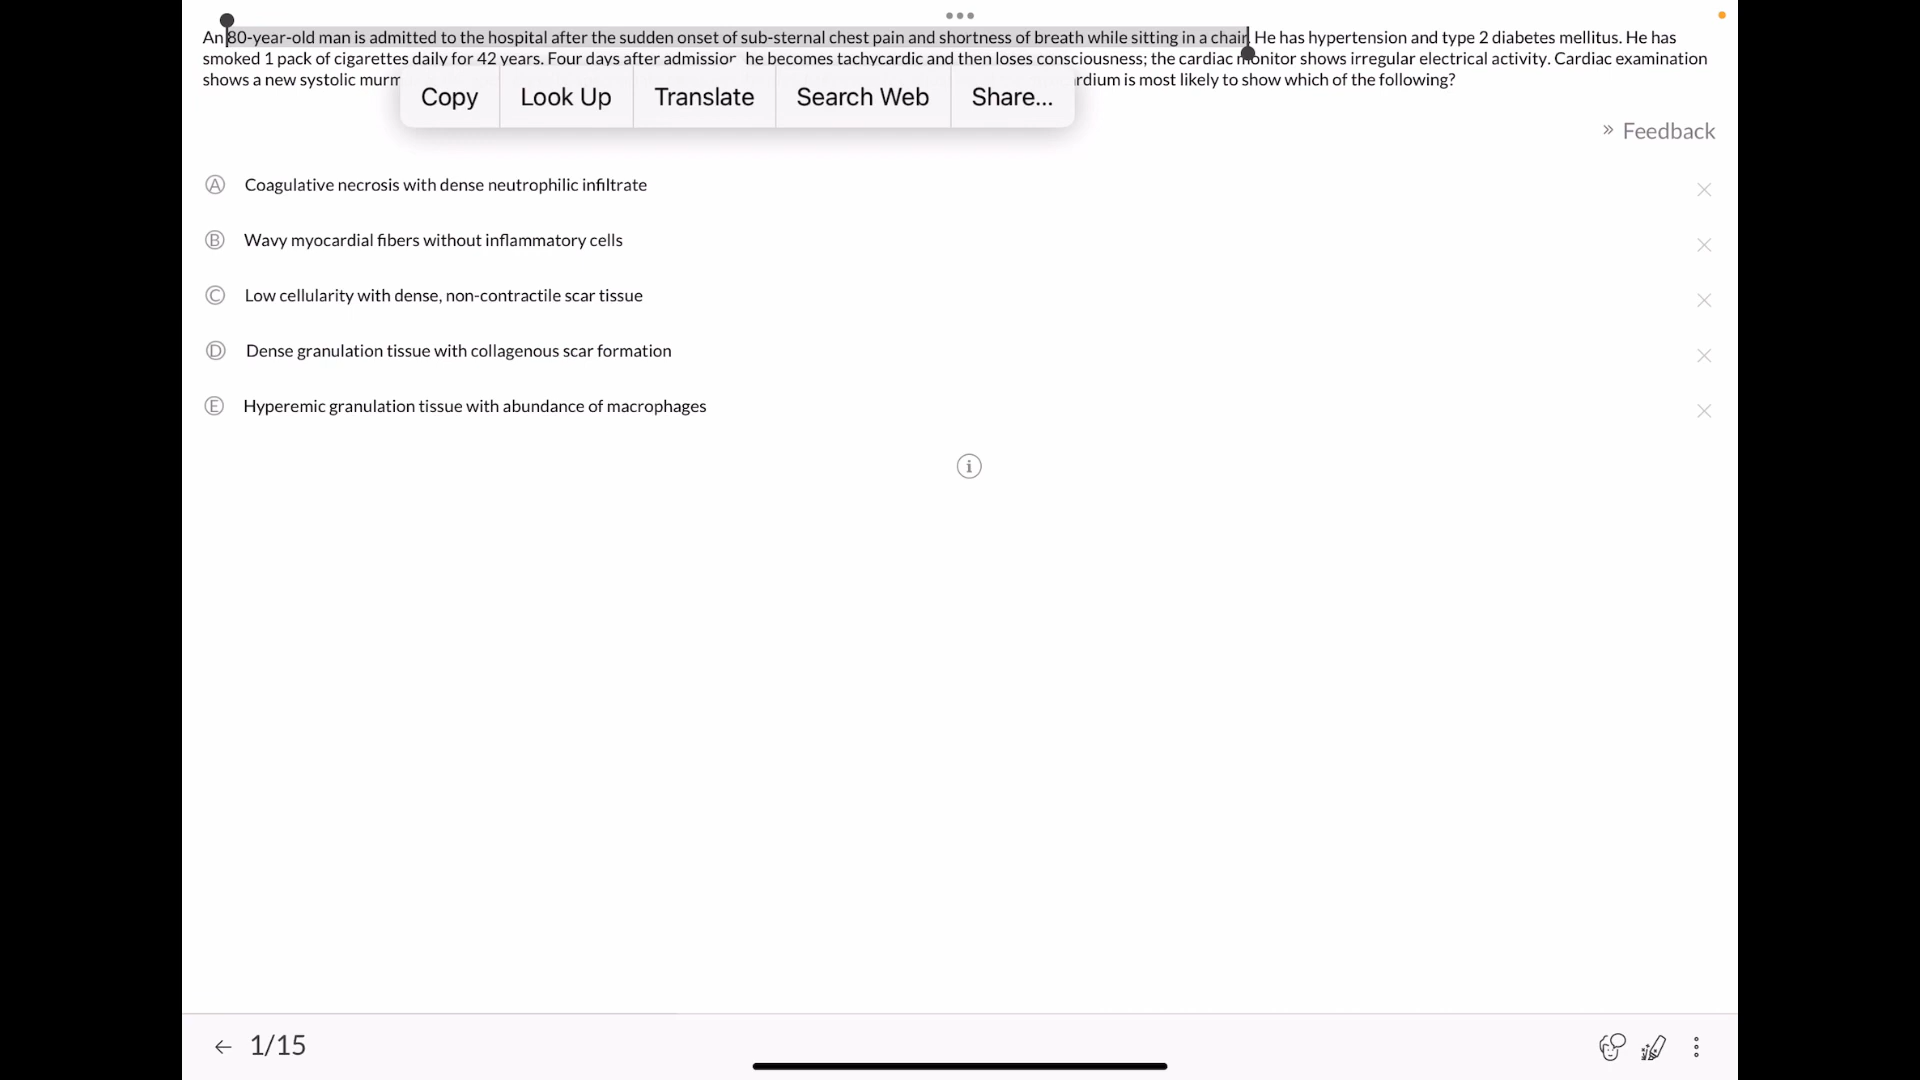 An 80-year-old man is admitted to the hospital after the sudden onset of sub-sternal chest pain and shortness of breath while sitting in a chair. He has hypertension and type 2 diabetes mellitus. He has
smoked 1 pack of cigarettes daily for 42 years. Four days after admission he becomes tachycardic and then loses consciousness; the cardiac monitor shows irregular electrical activity. Cardiac examination
shows a new systolic murm rdium is most likely to show which of the following?
Copy Look Up Translate Search Web Share...
» Feedback
A Coagulative necrosis with dense neutrophilic infiltrate
B Wavy myocardial fibers without inflammatory cells
C Low cellularity with dense, non-contractile scar tissue
D Dense granulation tissue with collagenous scar formation
E Hyperemic granulation tissue with abundance of macrophages
1/15